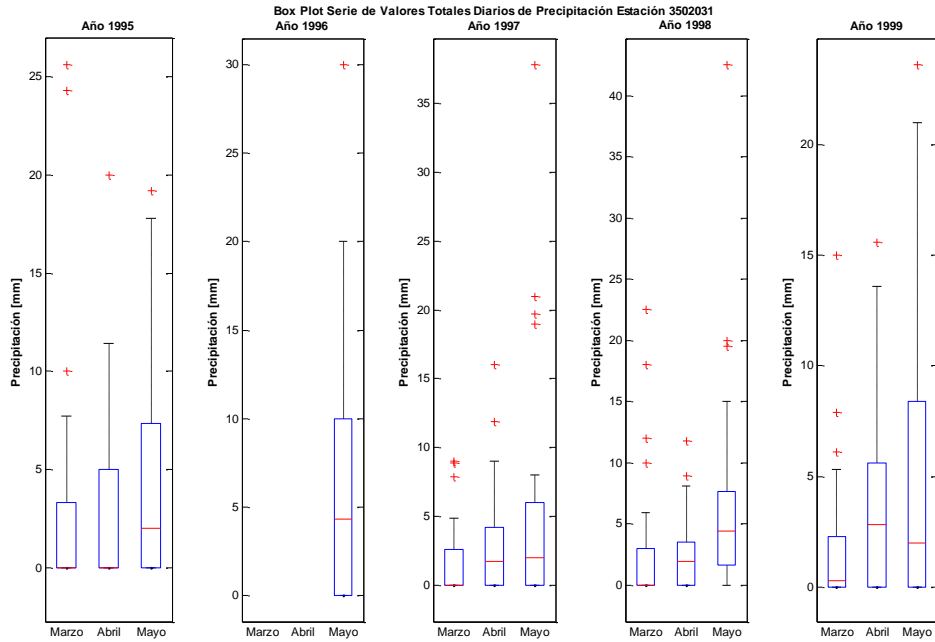 Box Plot Serie de Valores Totales Diarios de Precipitación Estación 3502031
Año 1995
Año 1996
Año 1997
Año 1998
Año 1999
Precipitación [mm]
25
20
15
10
5
0
Marzo Abril Mayo
Precipitación [mm]
30
25
20
15
10
5
0
Marzo Abril Mayo
Precipitación [mm]
35
30
25
20
15
10
5
0
Marzo Abril Mayo
Precipitación [mm]
40
35
30
25
20
15
10
5
0
Marzo Abril Mayo
Precipitación [mm]
20
15
10
5
0
Marzo Abril Mayo